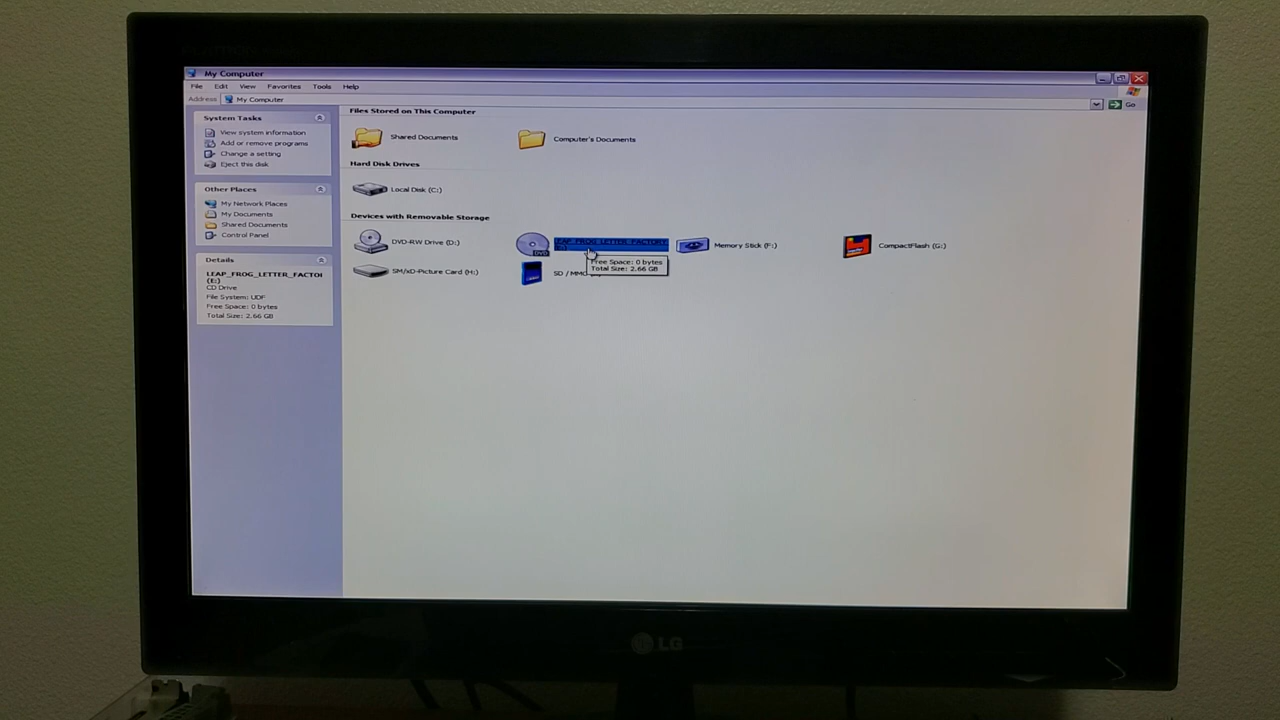 My Computer
File Edit View Favorites Tools Help
Address My Computer Go
System Tasks
View system information
Add or remove programs
Change a setting
Eject this disk
Other Places
My Network Places
My Documents
Shared Documents
Control Panel
Details
LEAP_FROG_LETTER_FACTOI
(E:)
CD Drive
File System: UDF
Free Space: 0 bytes
Total Size: 2.66 GB
Files Stored on This Computer
Shared Documents
Computer's Documents
Hard Disk Drives
Local Disk (C:)
Devices with Removable Storage
DVD-RW Drive (D:)
DVD
LEAP_FROG_LETTER_FACTORY
(E:)
Memory Stick (F:)
CompactFlash (G:)
SM/xD-Picture Card (H:)
SD / MMC
Free Space: 0 bytes
Total Size: 2.66 GB
LG